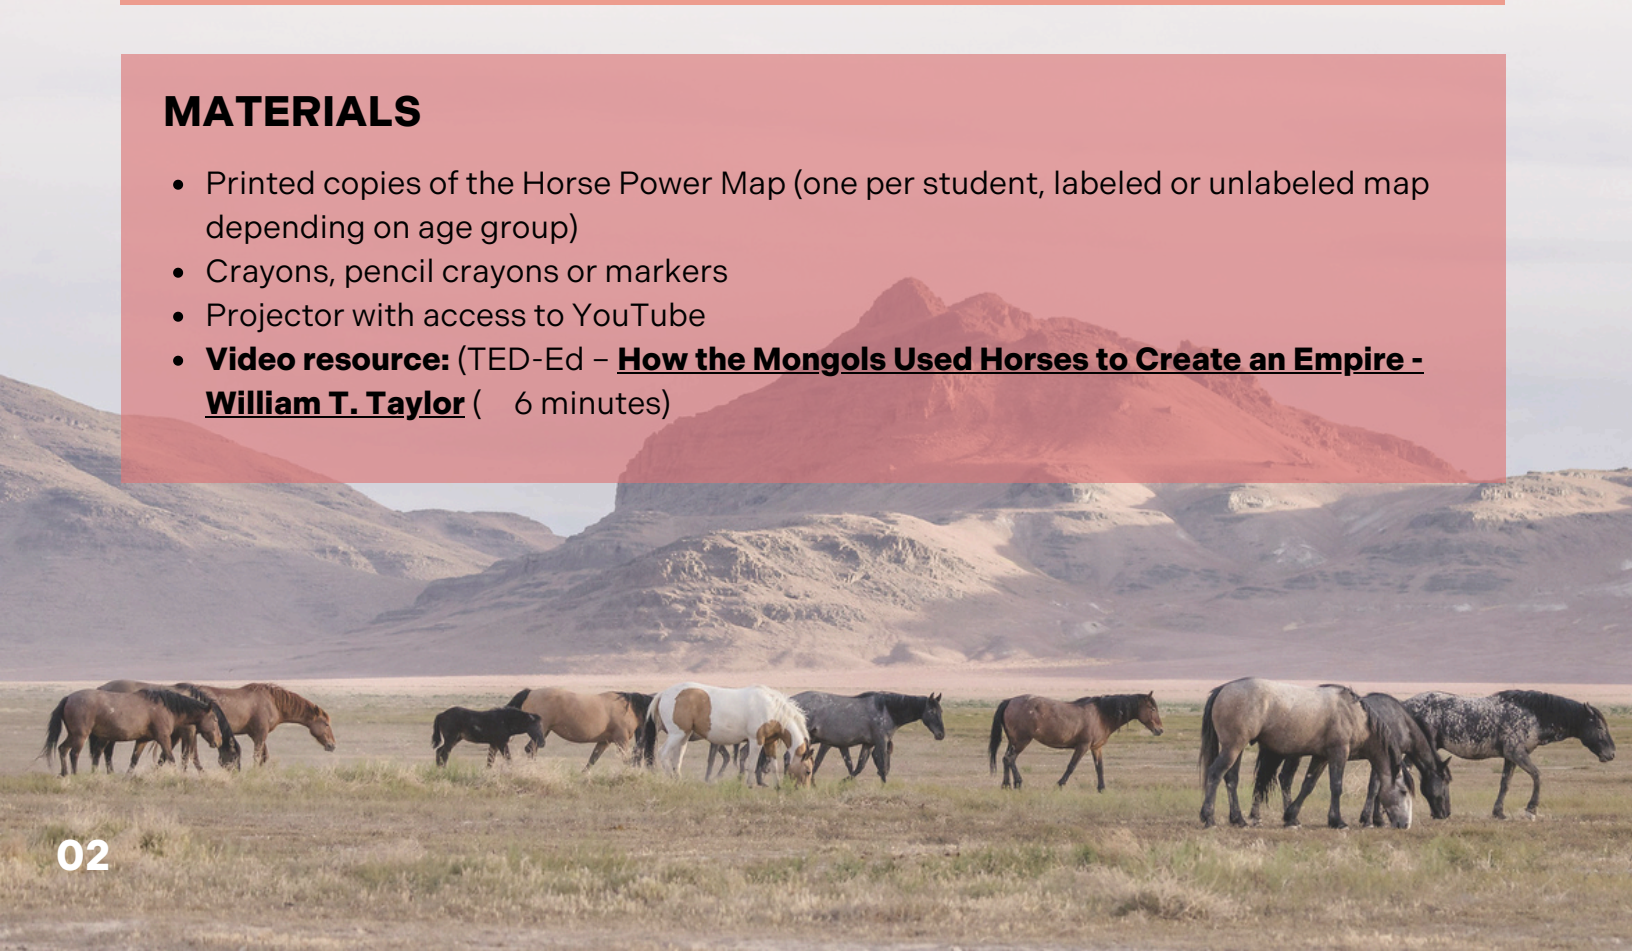 MATERIALS
• Printed copies of the Horse Power Map (one per student, labeled or unlabeled map
depending on age group)
• Crayons, pencil crayons or markers
• Projector with access to YouTube
• Video resource: (TED-Ed – How the Mongols Used Horses to Create an Empire -
William T. Taylor (    6 minutes)
02